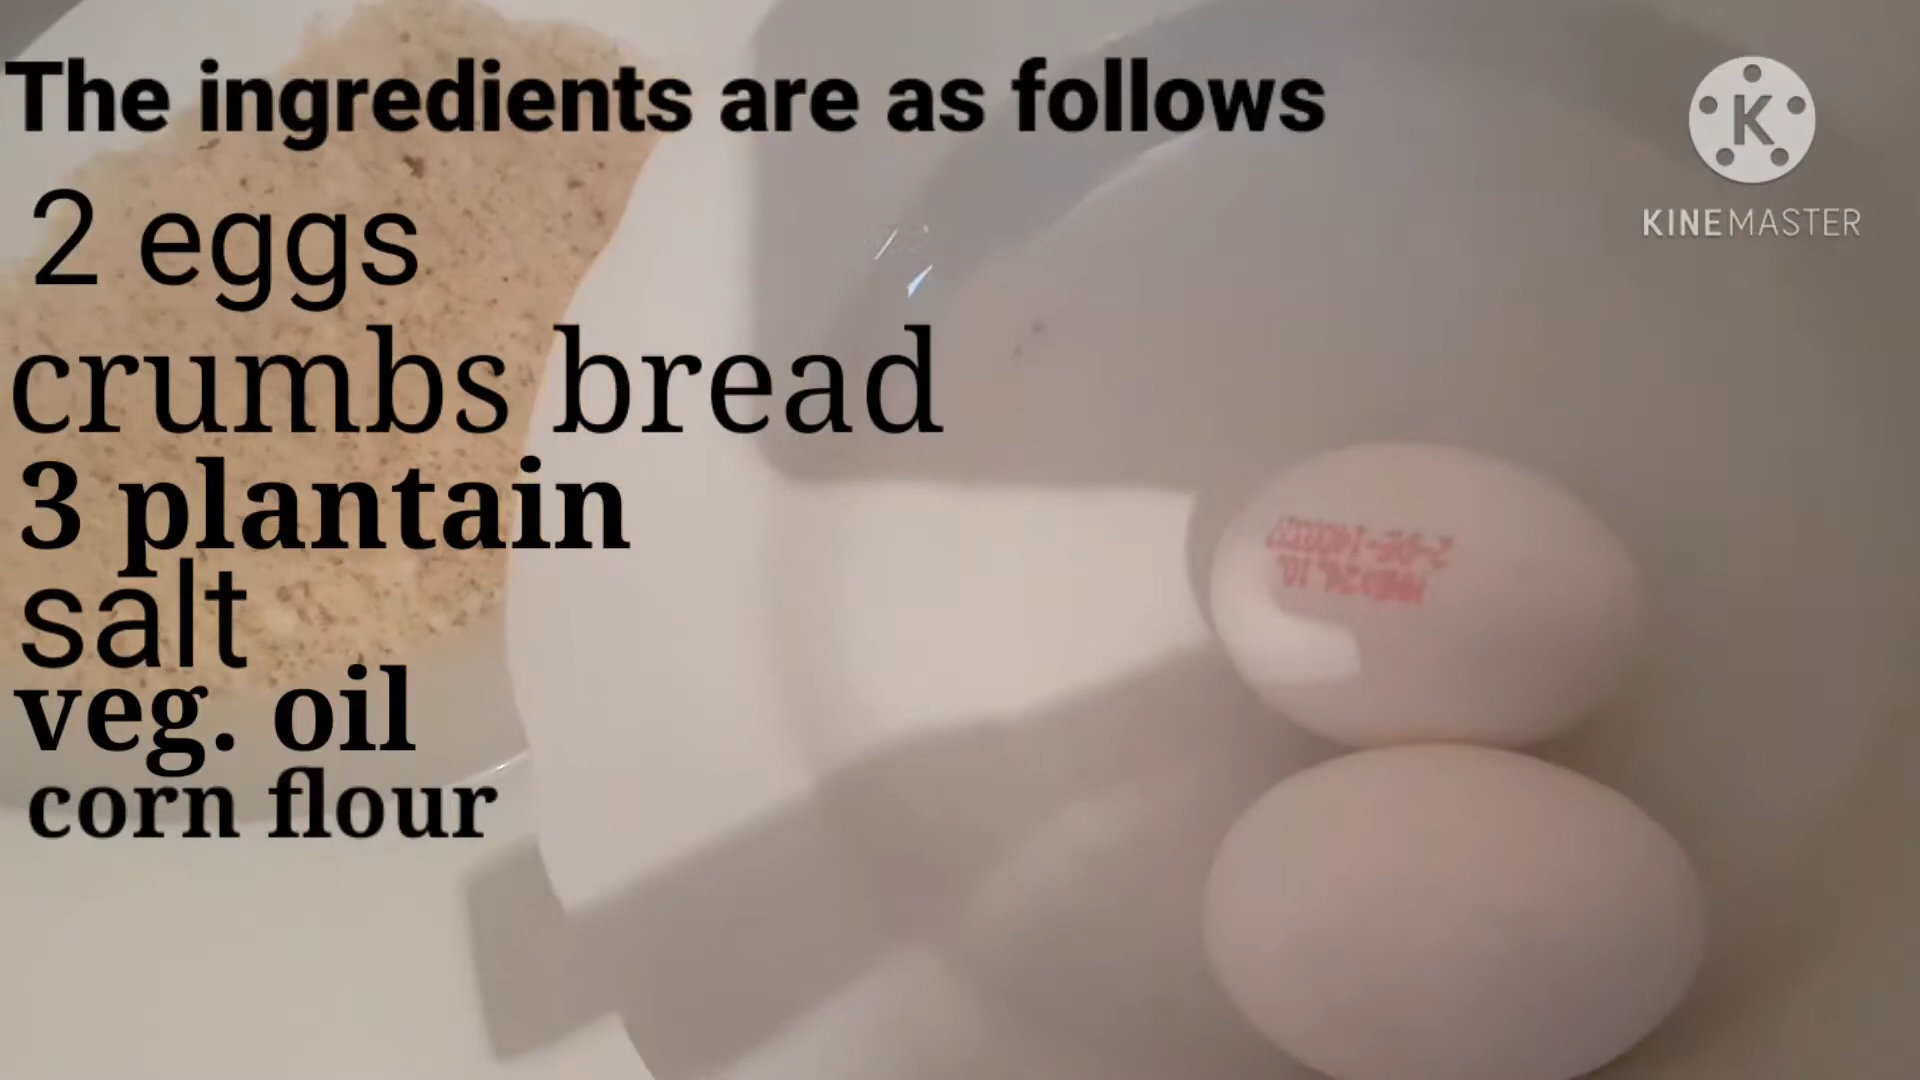 The ingredients are as follows
2 eggs
crumbs bread
3 plantain
salt
veg. oil
corn flour
K
KINEMASTER